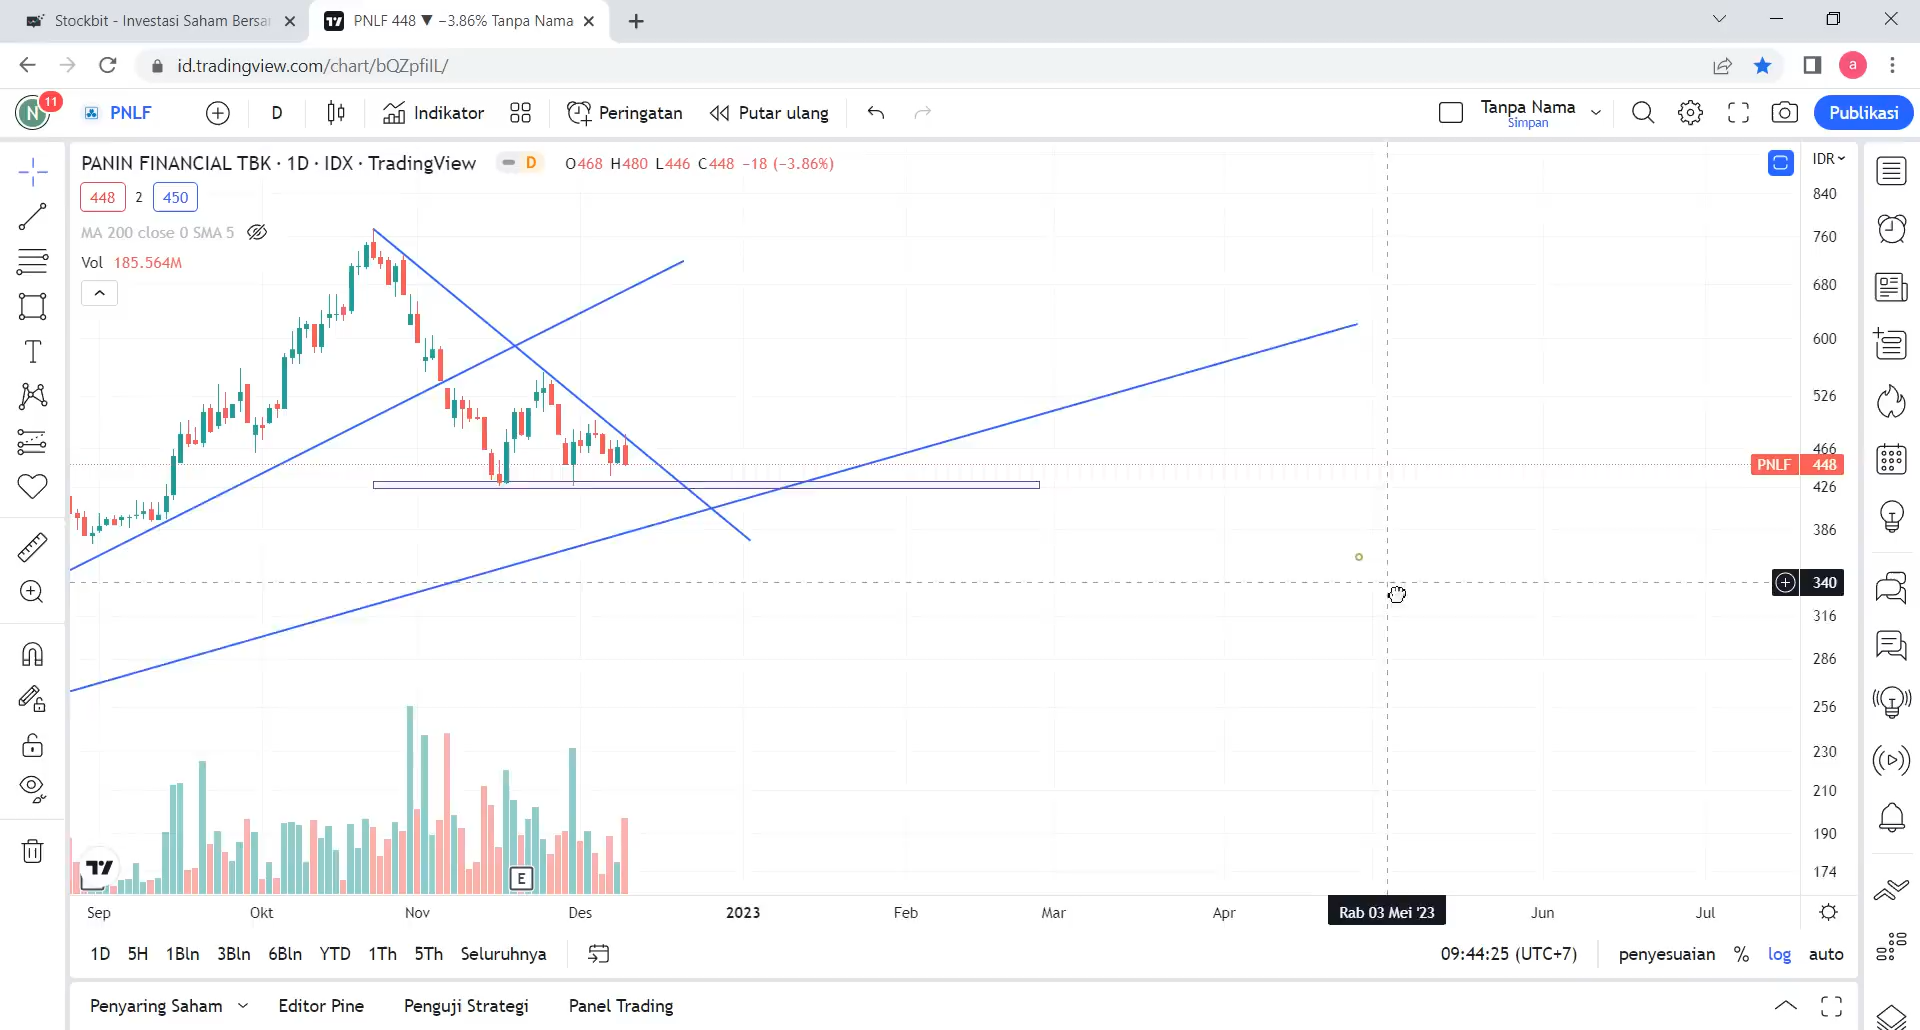 Stockbit - Investasi Saham Bersa
PNLF 448 ▼ −3.86% Tanpa Nama
id.tradingview.com/chart/bQZpfiIL/
a
N
11
PNLF
D
Indikator
Peringatan
Putar ulang
Tanpa Nama
Simpan
Publikasi
PANIN FINANCIAL TBK · 1D · IDX · TradingView
D
O468 H480 L446 C448 −18 (−3.86%)
IDR
448
2
450
MA 200 close 0 SMA 5
Vol 185.564M
840
760
680
600
526
466
PNLF 448
426
386
340
316
286
256
230
210
190
174
E
Sep
Okt
Nov
Des
2023
Feb
Mar
Apr
Rab 03 Mei '23
Jun
Jul
1D 5H 1Bln 3Bln 6Bln YTD 1Th 5Th Seluruhnya
09:44:25 (UTC+7)
penyesuaian % log auto
Penyaring Saham
Editor Pine
Penguji Strategi
Panel Trading